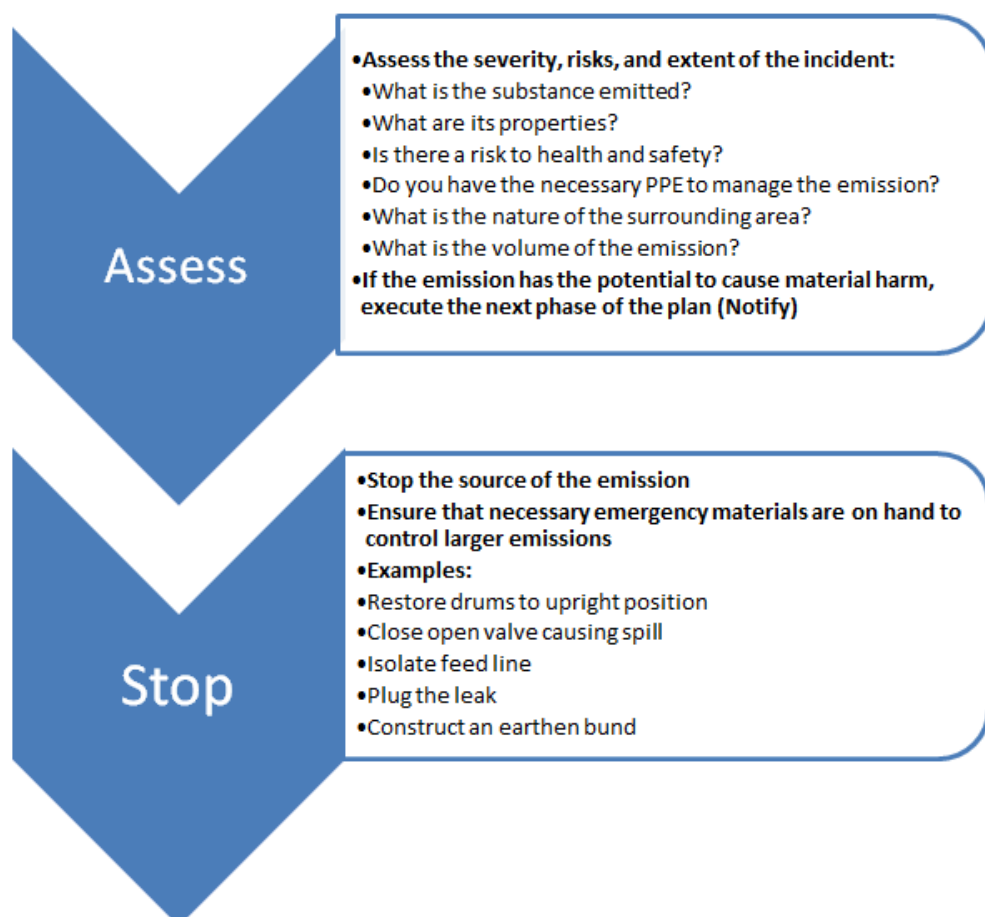 Assess
•Assess the severity, risks, and extent of the incident:
•What is the substance emitted?
•What are its properties?
•Is there a risk to health and safety?
•Do you have the necessary PPE to manage the emission?
•What is the nature of the surrounding area?
•What is the volume of the emission?
•If the emission has the potential to cause material harm,
execute the next phase of the plan (Notify)
Stop
•Stop the source of the emission
•Ensure that necessary emergency materials are on hand to
control larger emissions
•Examples:
•Restore drums to upright position
•Close open valve causing spill
•Isolate feed line
•Plug the leak
•Construct an earthen bund